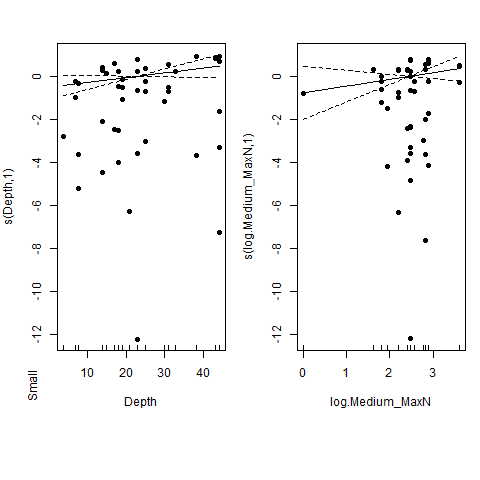 s(Depth,1)
0
-2
-4
-6
-8
-10
-12
10 20 30 40
Depth
Small
s(log.Medium_MaxN,1)
0
-2
-4
-6
-8
-10
-12
0 1 2 3
log.Medium_MaxN